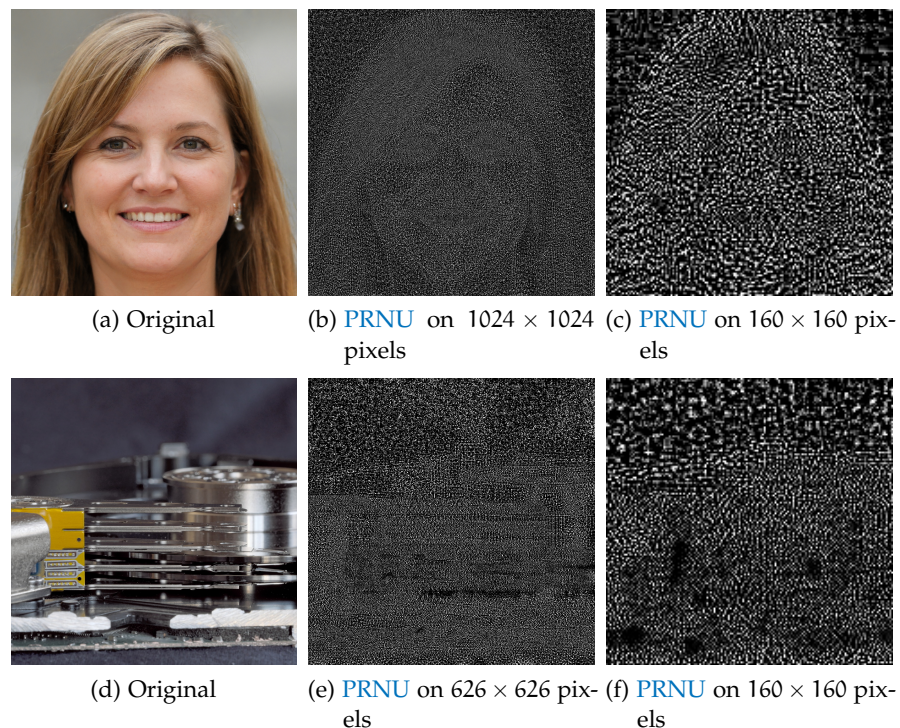 (a) Original
(b) PRNU on 1024 × 1024
pixels
(c) PRNU on 160 × 160 pix-
els
(d) Original
(e) PRNU on 626 × 626 pix-
els
(f) PRNU on 160 × 160 pix-
els